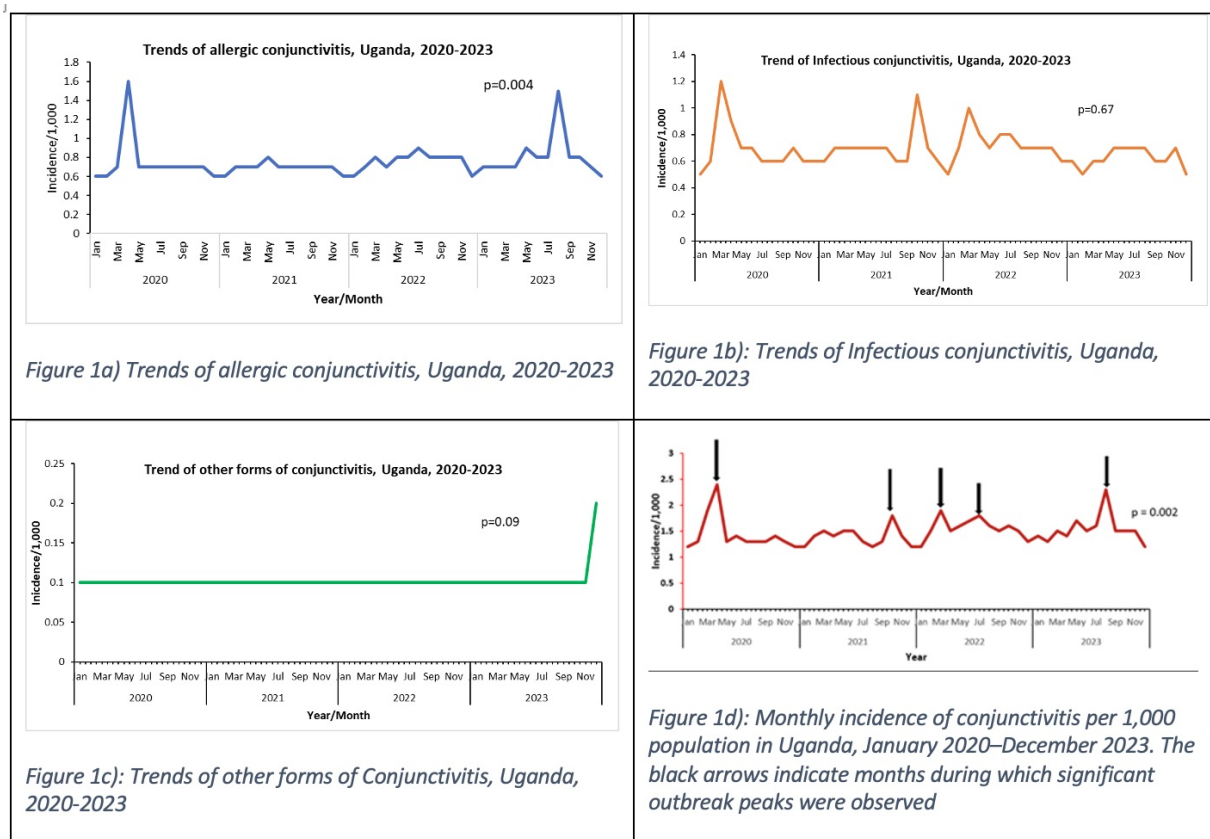 Trends of allergic conjunctivitis, Uganda, 2020-2023
1.8
1.6
1.4
1.2
1
0.8
0.6
0.4
0.2
0
Incidence/1,000
p=0.004
Jan Mar May Jul Sep Nov Jan Mar May Jul Sep Nov Jan Mar May Jul Sep Nov Jan Mar May Jul Sep Nov
2020 2021 2022 2023
Year/Month
Figure 1a) Trends of allergic conjunctivitis, Uganda, 2020-2023
Trend of Infectious conjunctivitis, Uganda, 2020-2023
1.4
1.2
1
0.8
0.6
0.4
0.2
0
Incidence/1,000
p=0.67
Jan Mar May Jul Sep Nov Jan Mar May Jul Sep Nov Jan Mar May Jul Sep Nov Jan Mar May Jul Sep Nov
2020 2021 2022 2023
Year/Month
Figure 1b): Trends of Infectious conjunctivitis, Uganda,
2020-2023
Trend of other forms of conjunctivitis, Uganda, 2020-2023
0.25
0.2
0.15
0.1
0.05
0
Inicdence/1,000
p=0.09
Jan Mar May Jul Sep Nov Jan Mar May Jul Sep Nov Jan Mar May Jul Sep Nov Jan Mar May Jul Sep Nov
2020 2021 2022 2023
Year/Month
Figure 1c): Trends of other forms of Conjunctivitis, Uganda,
2020-2023
3
2.5
2
1.5
1
0.5
0
Incidence/1,000
p = 0.002
Jan Mar May Jul Sep Nov Jan Mar May Jul Sep Nov Jan Mar May Jul Sep Nov Jan Mar May Jul Sep Nov
2020 2021 2022 2023
Year
Figure 1d): Monthly incidence of conjunctivitis per 1,000
population in Uganda, January 2020–December 2023. The
black arrows indicate months during which significant
outbreak peaks were observed